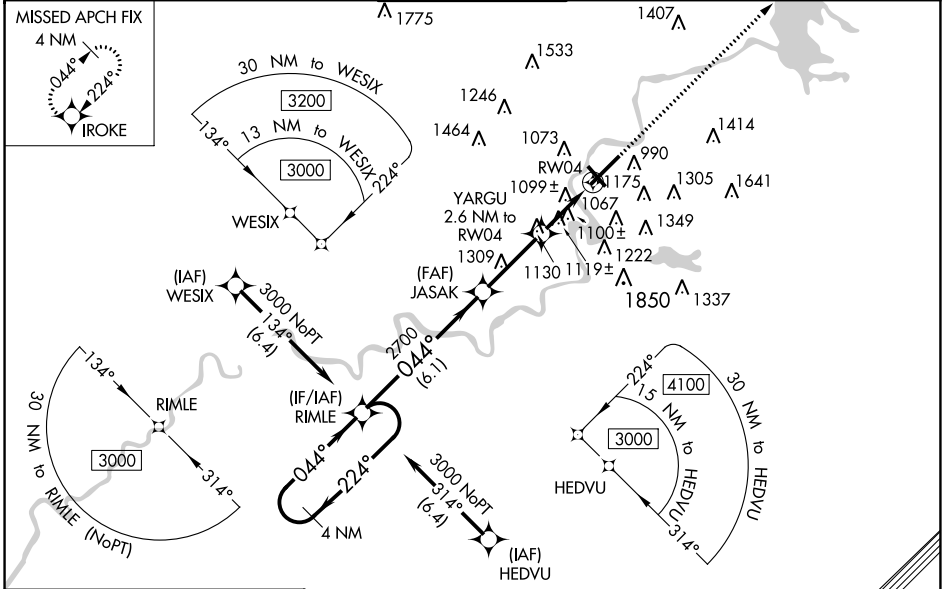 MISSED APCH FIX
4 NM
044°
224°
IROKE
1775
1407
1533
30 NM to WESIX
3200
1246
1464
134°
13 NM to WESIX
3000
224°
WESIX
1073
1414
RW04
990
1099±
1175
1305
1641
YARGU
2.6 NM to
RW04
1067
1349
1100±
1222
1309
1130
1119±
1850
1337
(FAF)
JASAK
(IAF)
WESIX
3000 NoPT
134°
(6.4)
2700
044°
(6.1)
134°
RIMLE
3000
314°
30 NM to RIMLE (NoPT)
(IF/IAF)
RIMLE
044°
224°
4 NM
3000 NoPT
314°
(6.4)
(IAF)
HEDVU
224°
4100
15 NM to HEDVU
3000
30 NM to HEDVU
HEDVU
314°